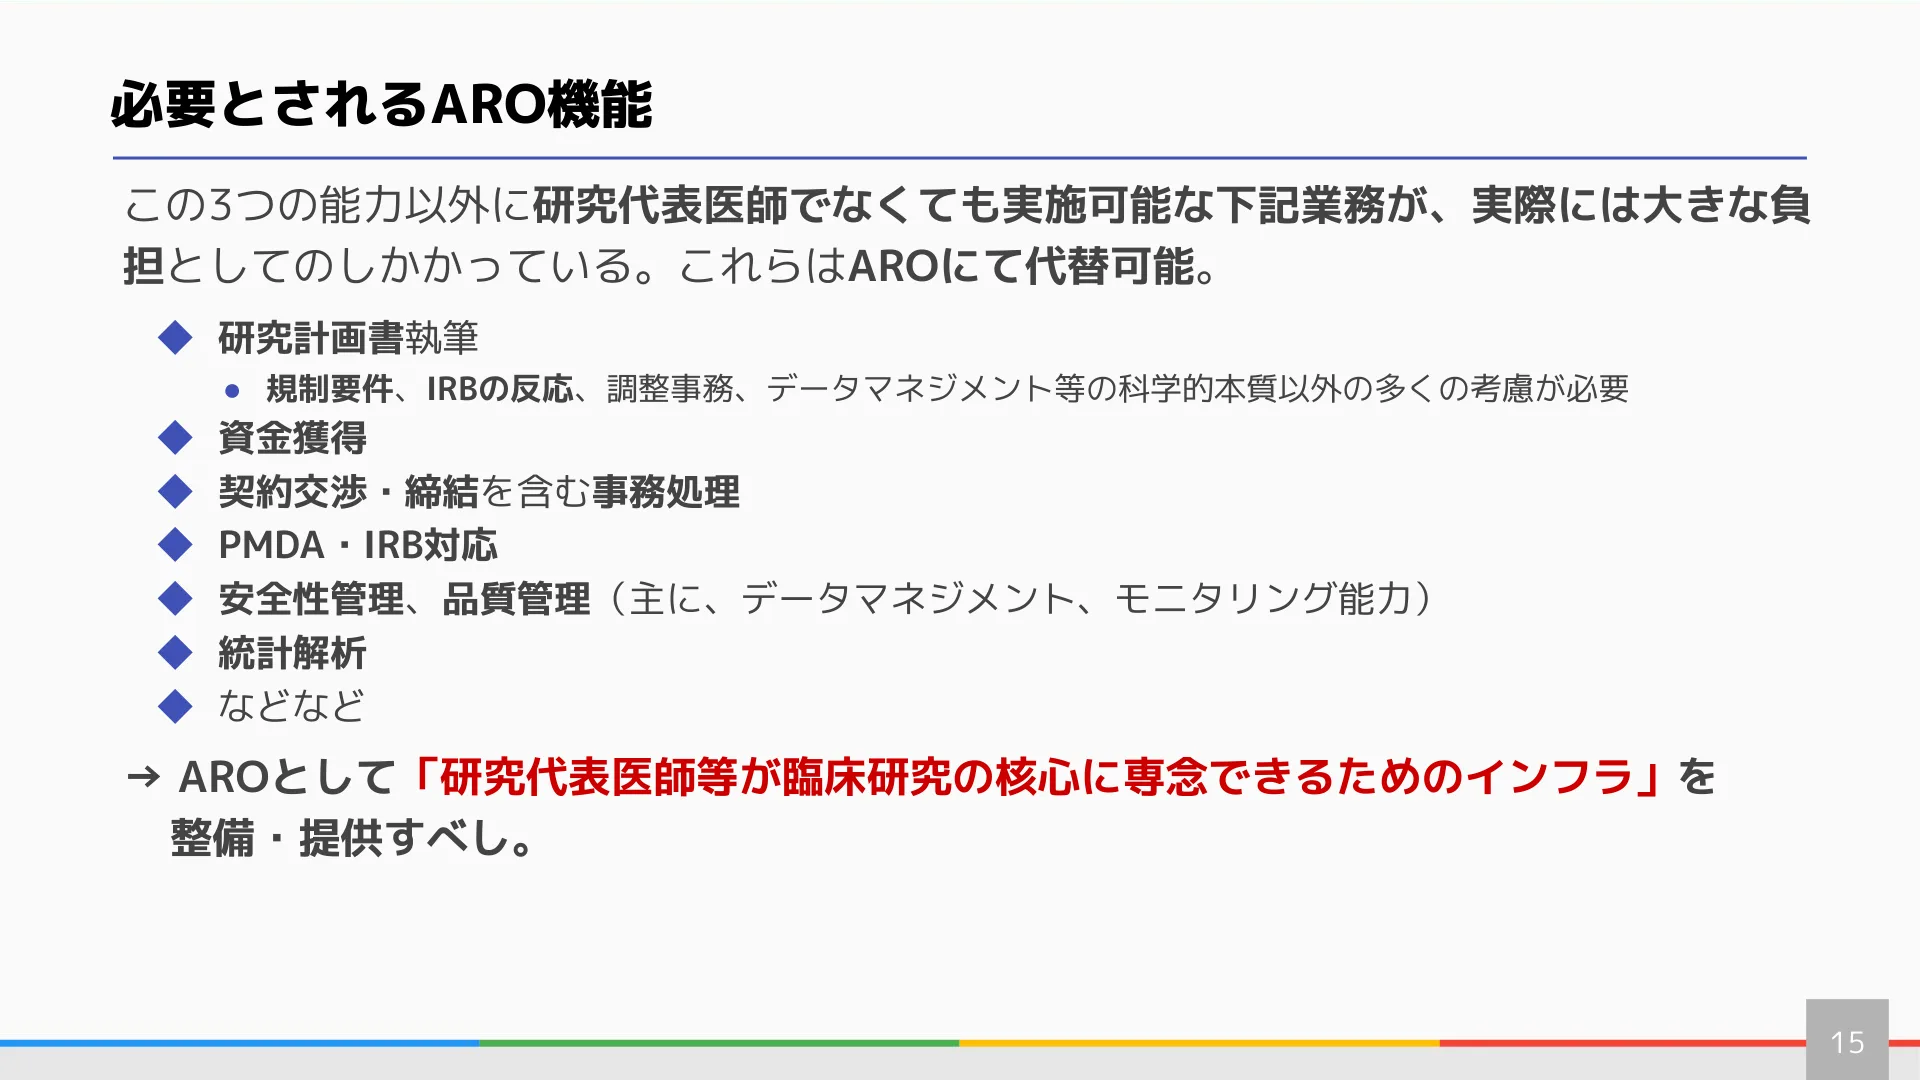 必要とされるARO機能
この3つの能力以外に研究代表医師でなくても実施可能な下記業務が、実際には大きな負
担としてのしかかっている。これらはAROにて代替可能。
◆ 研究計画書執筆
● 規制要件、IRBの反応、調整事務、データマネジメント等の科学的本質以外の多くの考慮が必要
◆ 資金獲得
◆ 契約交渉・締結を含む事務処理
◆ PMDA・IRB対応
◆ 安全性管理、品質管理（主に、データマネジメント、モニタリング能力）
◆ 統計解析
◆ などなど
→ AROとして「研究代表医師等が臨床研究の核心に専念できるためのインフラ」を
整備・提供すべし。
15